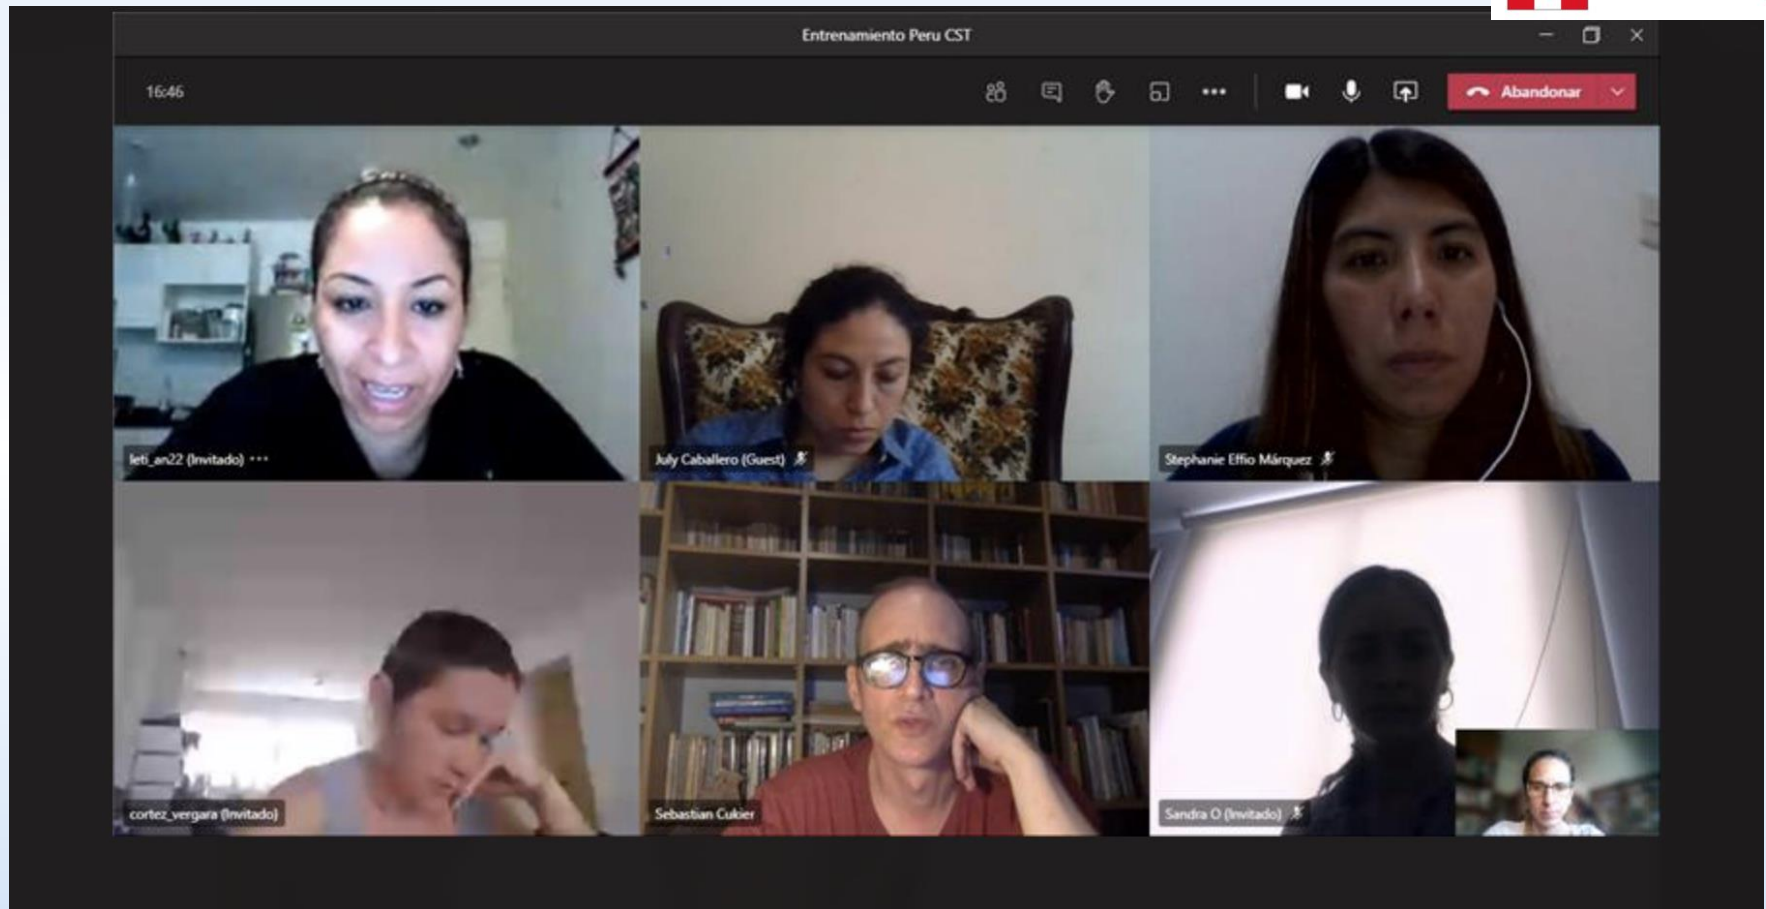 Entrenamiento Peru CST
16:46
Abandonar
leti_an22 (Invitado)
July Caballero (Guest)
Stephanie Effio Márquez
cortez_vergara (Invitado)
Sebastian Cukier
Sandra O (Invitado)